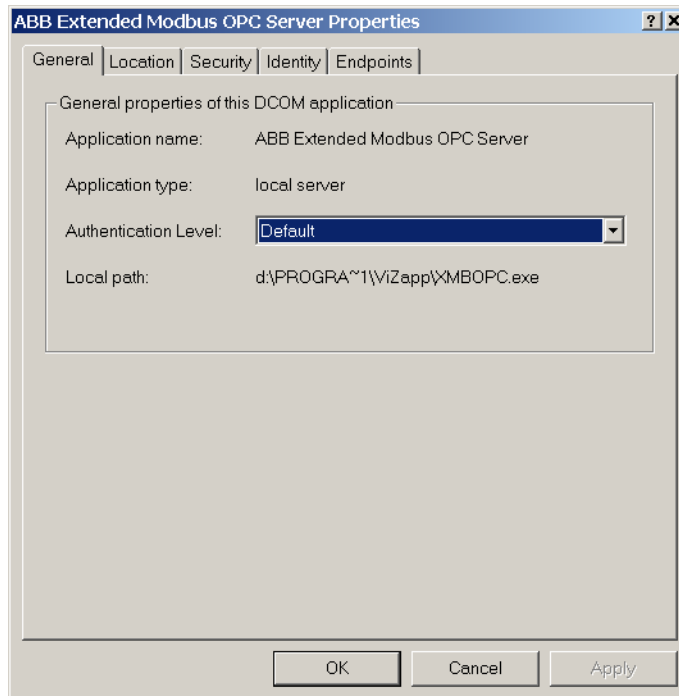 ABB Extended Modbus OPC Server Properties ? X
General Location Security Identity Endpoints
General properties of this DCOM application
Application name: ABB Extended Modbus OPC Server
Application type: local server
Authentication Level: Default
Local path: d:\PROGRA~1\ViZapp\XMBOPC.exe
OK Cancel Apply